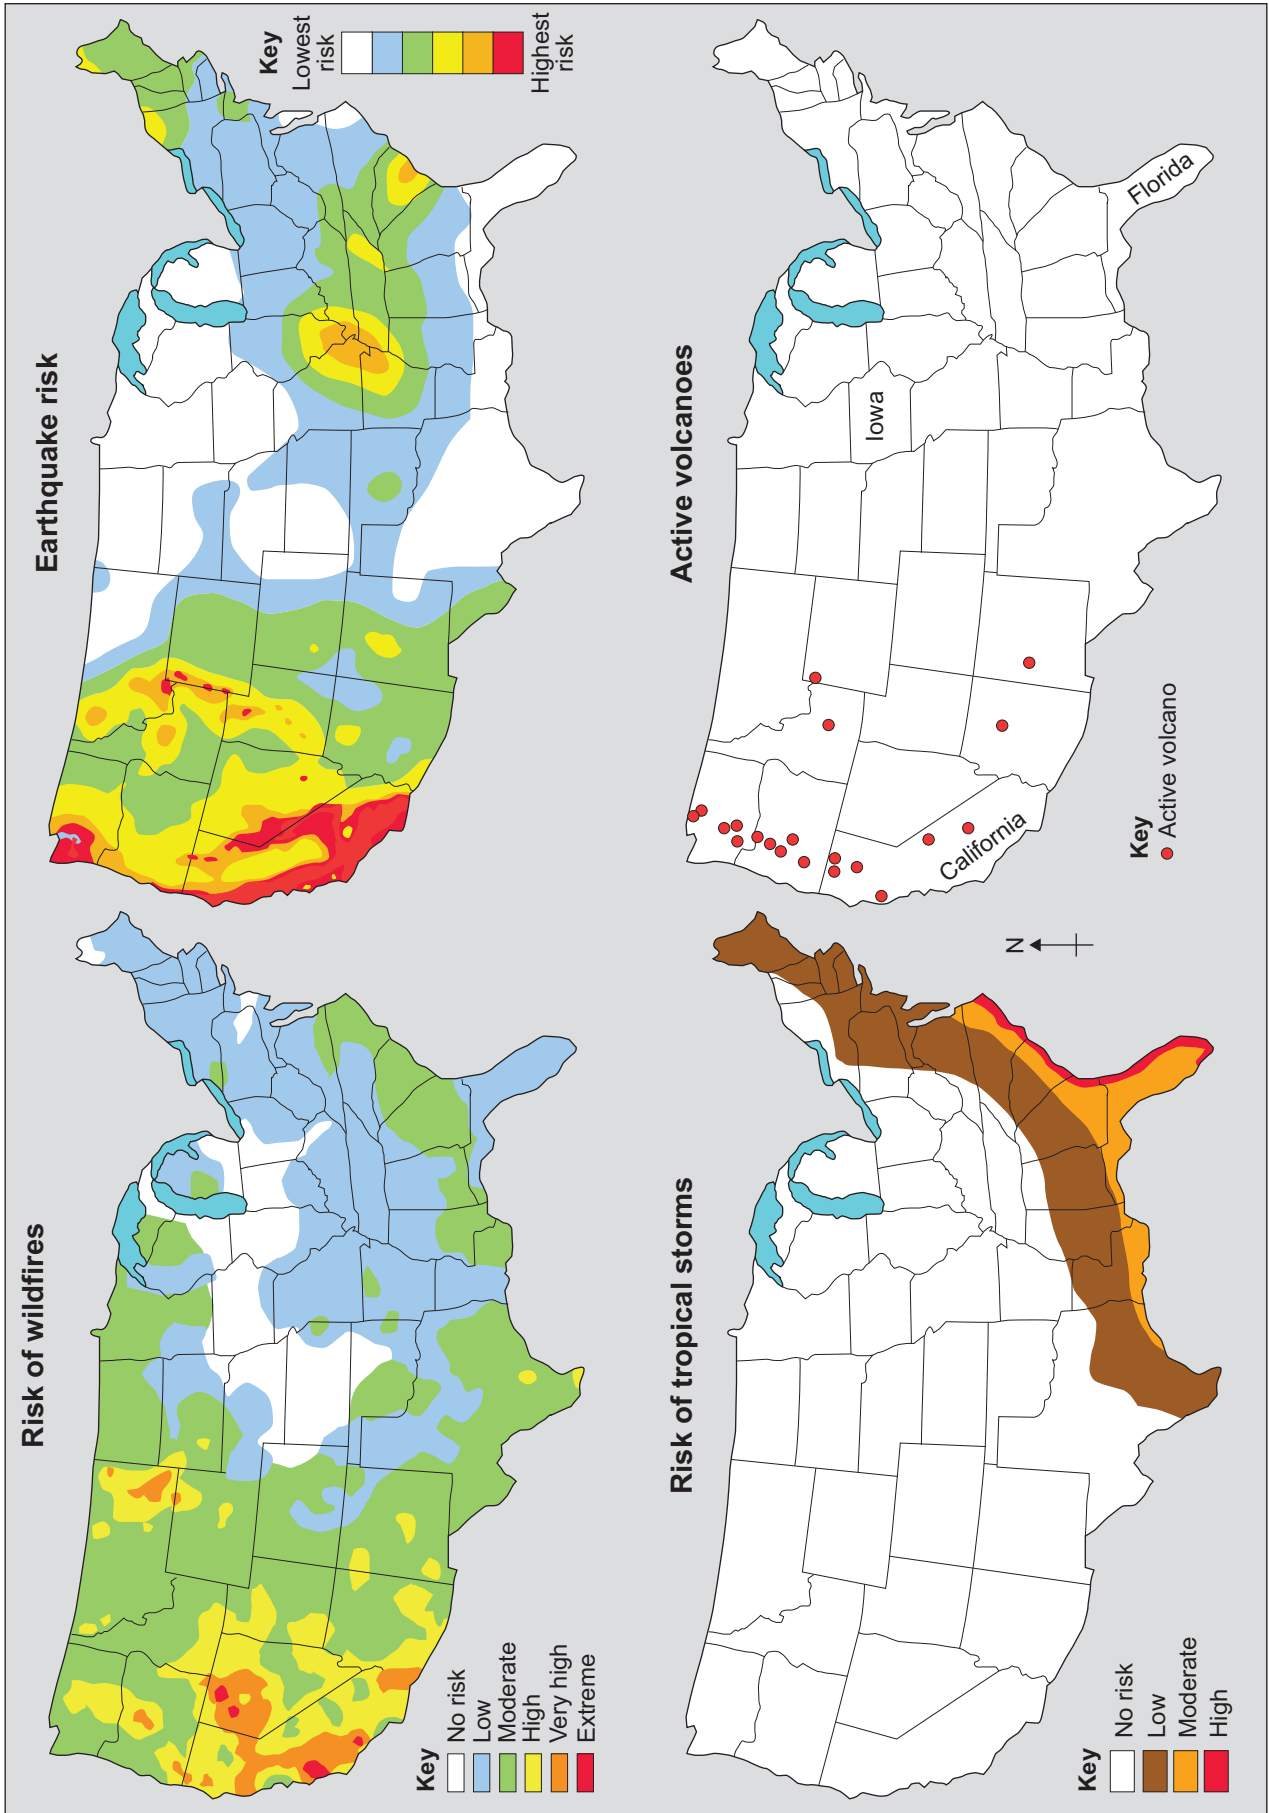 Risk of wildfires
Key
No risk
Low
Moderate
High
Very high
Extreme
Earthquake risk
Key
Lowest
risk
Highest
risk
Risk of tropical storms
Key
No risk
Low
Moderate
High
N
Active volcanoes
Iowa
Florida
California
Key
Active volcano